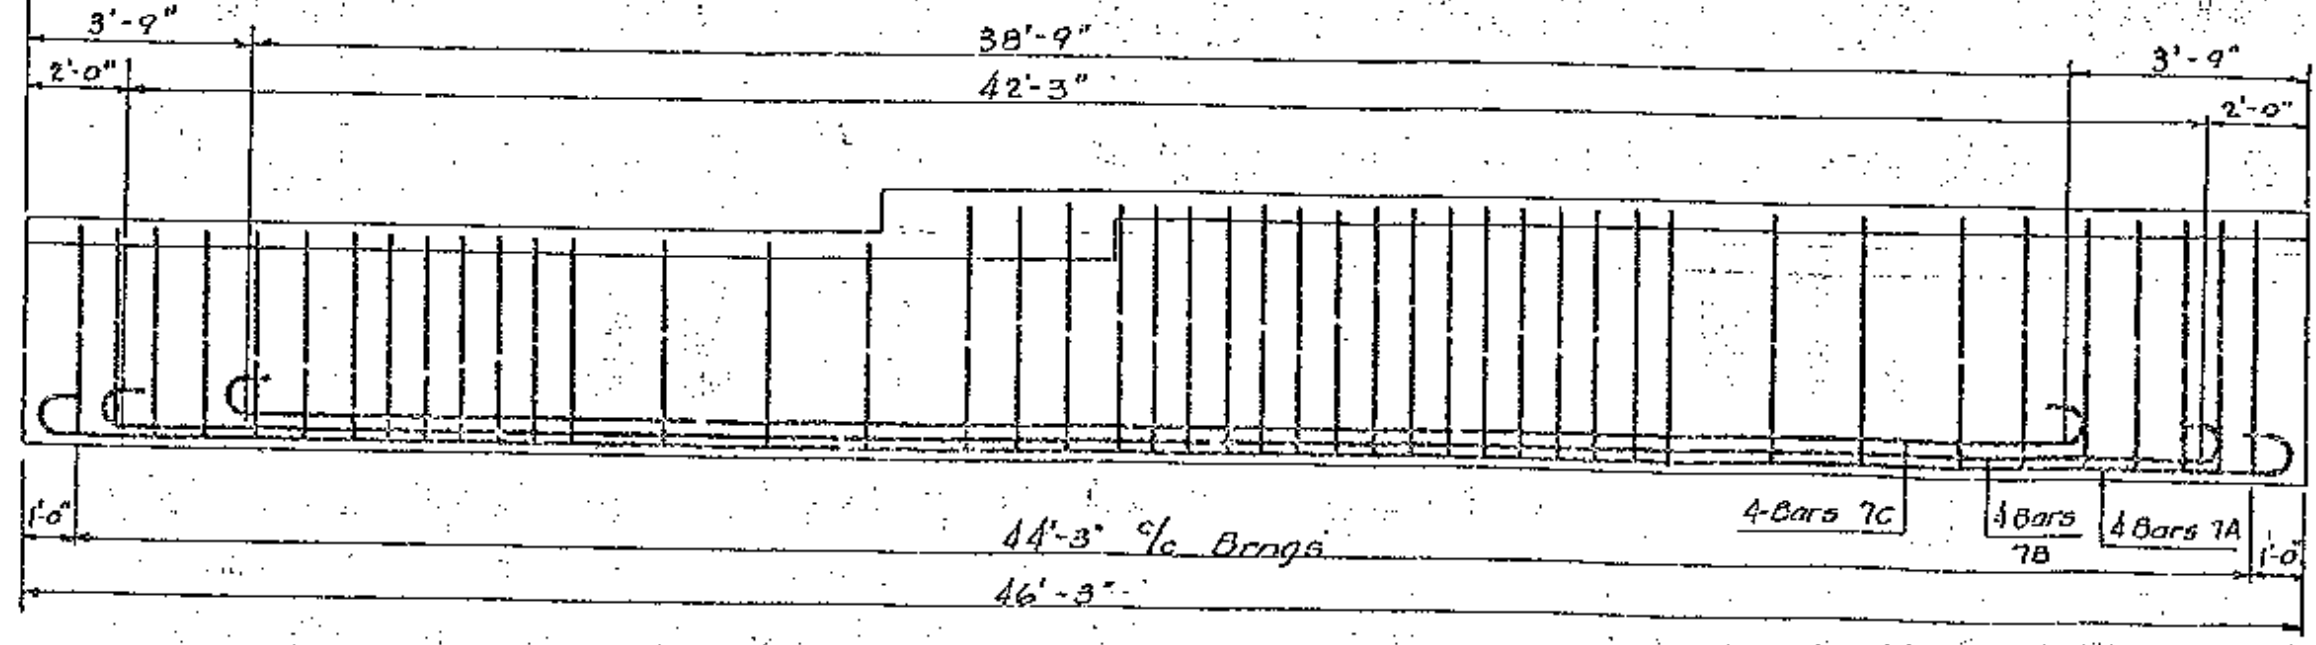 3'-9"
38'-9"
3'-9"
2'-0"
42'-3"
2'-0"
1'-0"
44'-3" c/c Brngs
4-Bars 7C
4 Bars
7B
4 Bars 7A
1'-0"
46'-3"